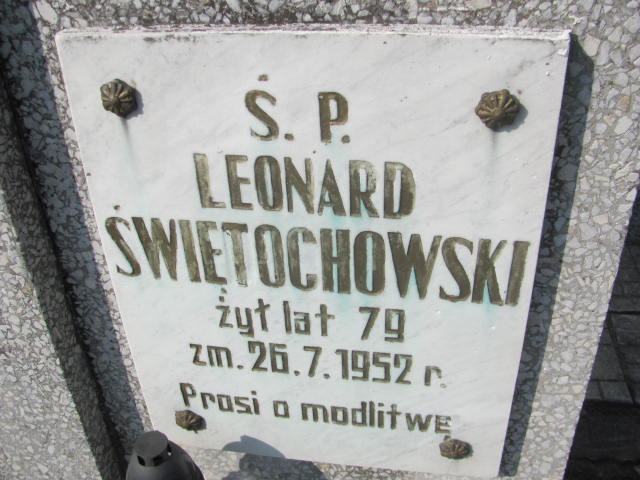 Ś. P.
LEONARD
ŚWIĘTOCHOWSKI
żył lat 79
zm. 26.7.1952 r.
Prosi o modlitwę